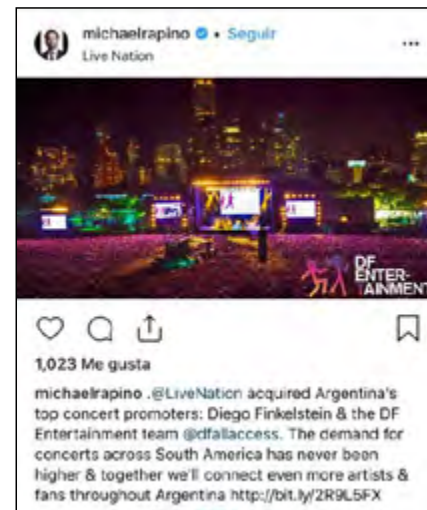 michaelrapino • Seguir
Live Nation
DF
ENTER-
TAINMENT
1,023 Me gusta
michaelrapino .@LiveNation acquired Argentina's
top concert promoters: Diego Finkelstein & the DF
Entertainment team @dfallaccess. The demand for
concerts across South America has never been
higher & together we'll connect even more artists &
fans throughout Argentina http://bit.ly/2R9L5FX